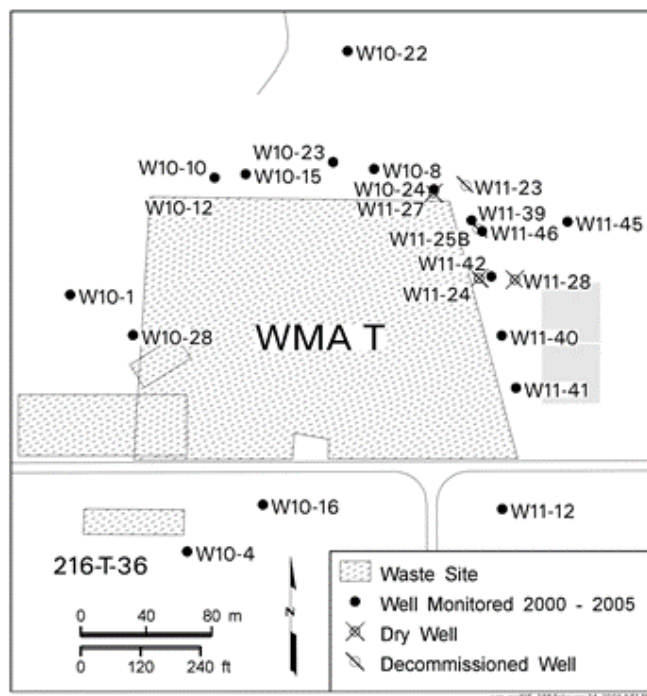 W10-22
W10-23
W10-10
W10-15
W10-8
W10-24
W11-23
W10-12
W11-27
W11-39
W11-45
W11-25B
W11-46
W11-42
W10-1
W11-24
W11-28
W10-28
WMA T
W11-40
W11-41
W10-16
W11-12
W10-4
216-T-36
N
0 40 80 m
0 120 240 ft
Waste Site
Well Monitored 2000 - 2005
Dry Well
Decommissioned Well